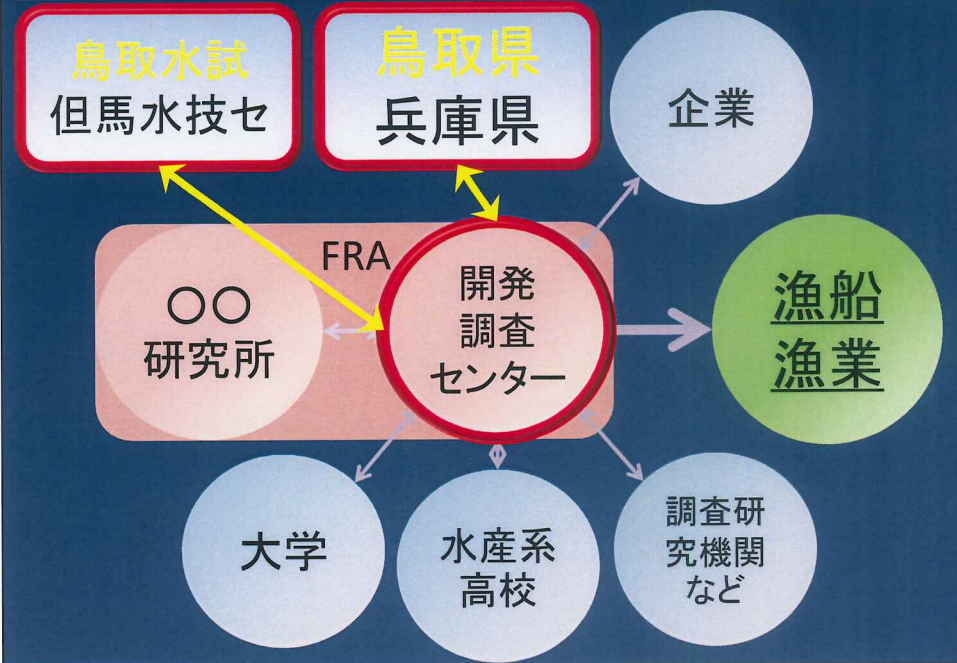 鳥取水試
但馬水技セ
鳥取県
兵庫県
企業
FRA
〇〇
研究所
開発
調査
センター
漁船
漁業
大学
水産系
高校
調査研
究機関
など